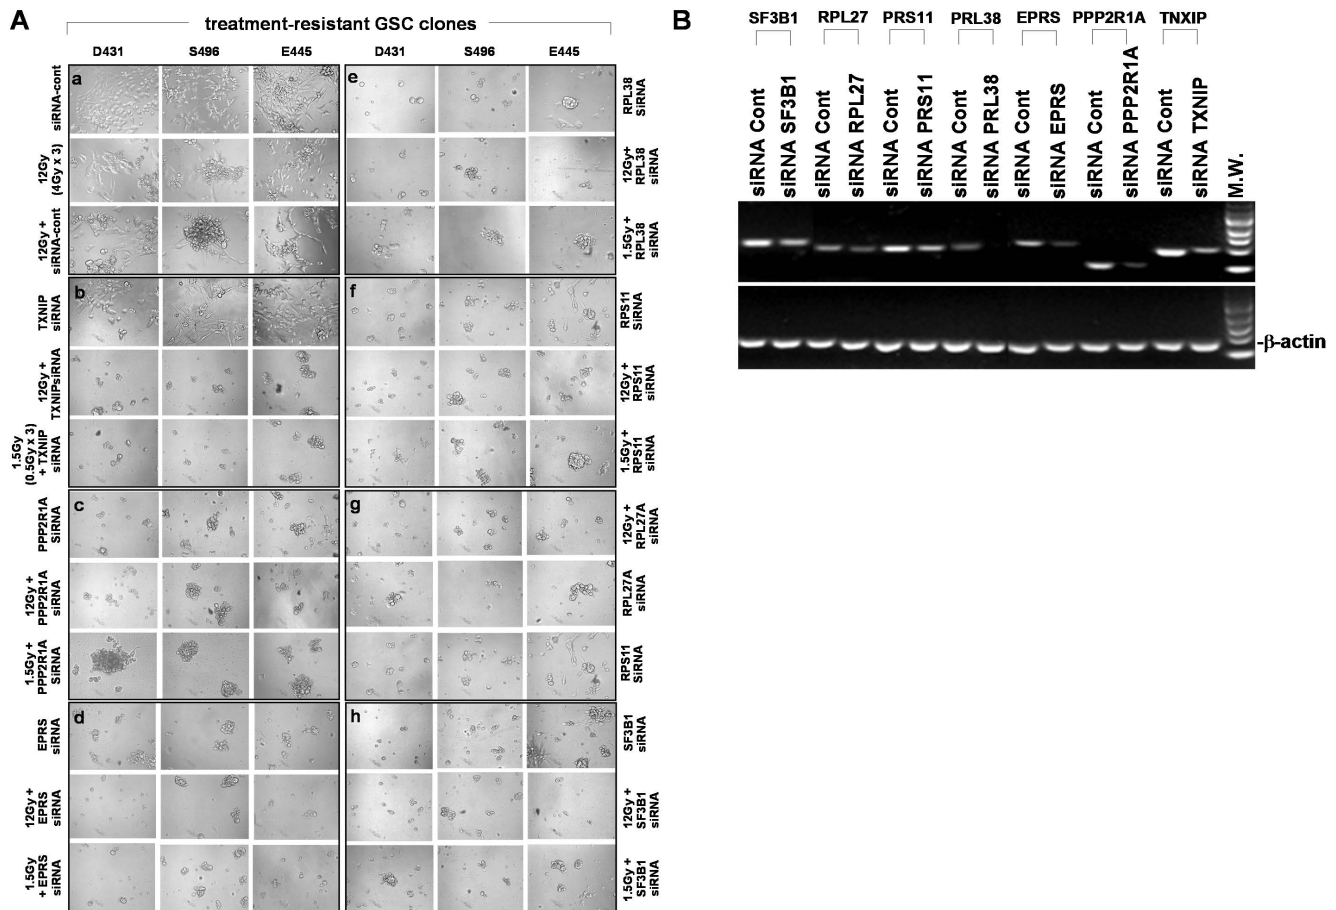 A
treatment-resistant GSC clones
D431
S496
E445
D431
S496
E445
a
siRNA-cont
12Gy
(4Gy x 3)
12Gy +
siRNA-cont
b
TXNIP
siRNA
12Gy +
TXNIPsiRNA
1.5Gy
(0.5Gy x 3)
+ TXNIP
siRNA
c
PPP2R1A
SiRNA
12Gy +
PPP2R1A
siRNA
1.5Gy +
PPP2R1A
SiRNA
d
EPRS
siRNA
12Gy +
EPRS
siRNA
1.5Gy
+ EPRS
siRNA
e
RPL38
SiRNA
12Gy+
RPL38
siRNA
1.5Gy +
RPL38
siRNA
f
RPS11
SiRNA
12Gy +
RPS11
siRNA
1.5Gy +
RPS11
siRNA
g
12Gy +
RPL27A
siRNA
RPL27A
siRNA
RPS11
SiRNA
h
SF3B1
siRNA
12Gy +
SF3B1
siRNA
1.5Gy +
SF3B1
siRNA
B
SF3B1
RPL27
PRS11
PRL38
EPRS
PPP2R1A
TNXIP
siRNA Cont
siRNA SF3B1
siRNA Cont
siRNA RPL27
siRNA Cont
siRNA PRS11
siRNA Cont
siRNA PRL38
siRNA Cont
siRNA EPRS
siRNA Cont
siRNA PPP2R1A
siRNA Cont
siRNA TXNIP
M.W.
-β-actin